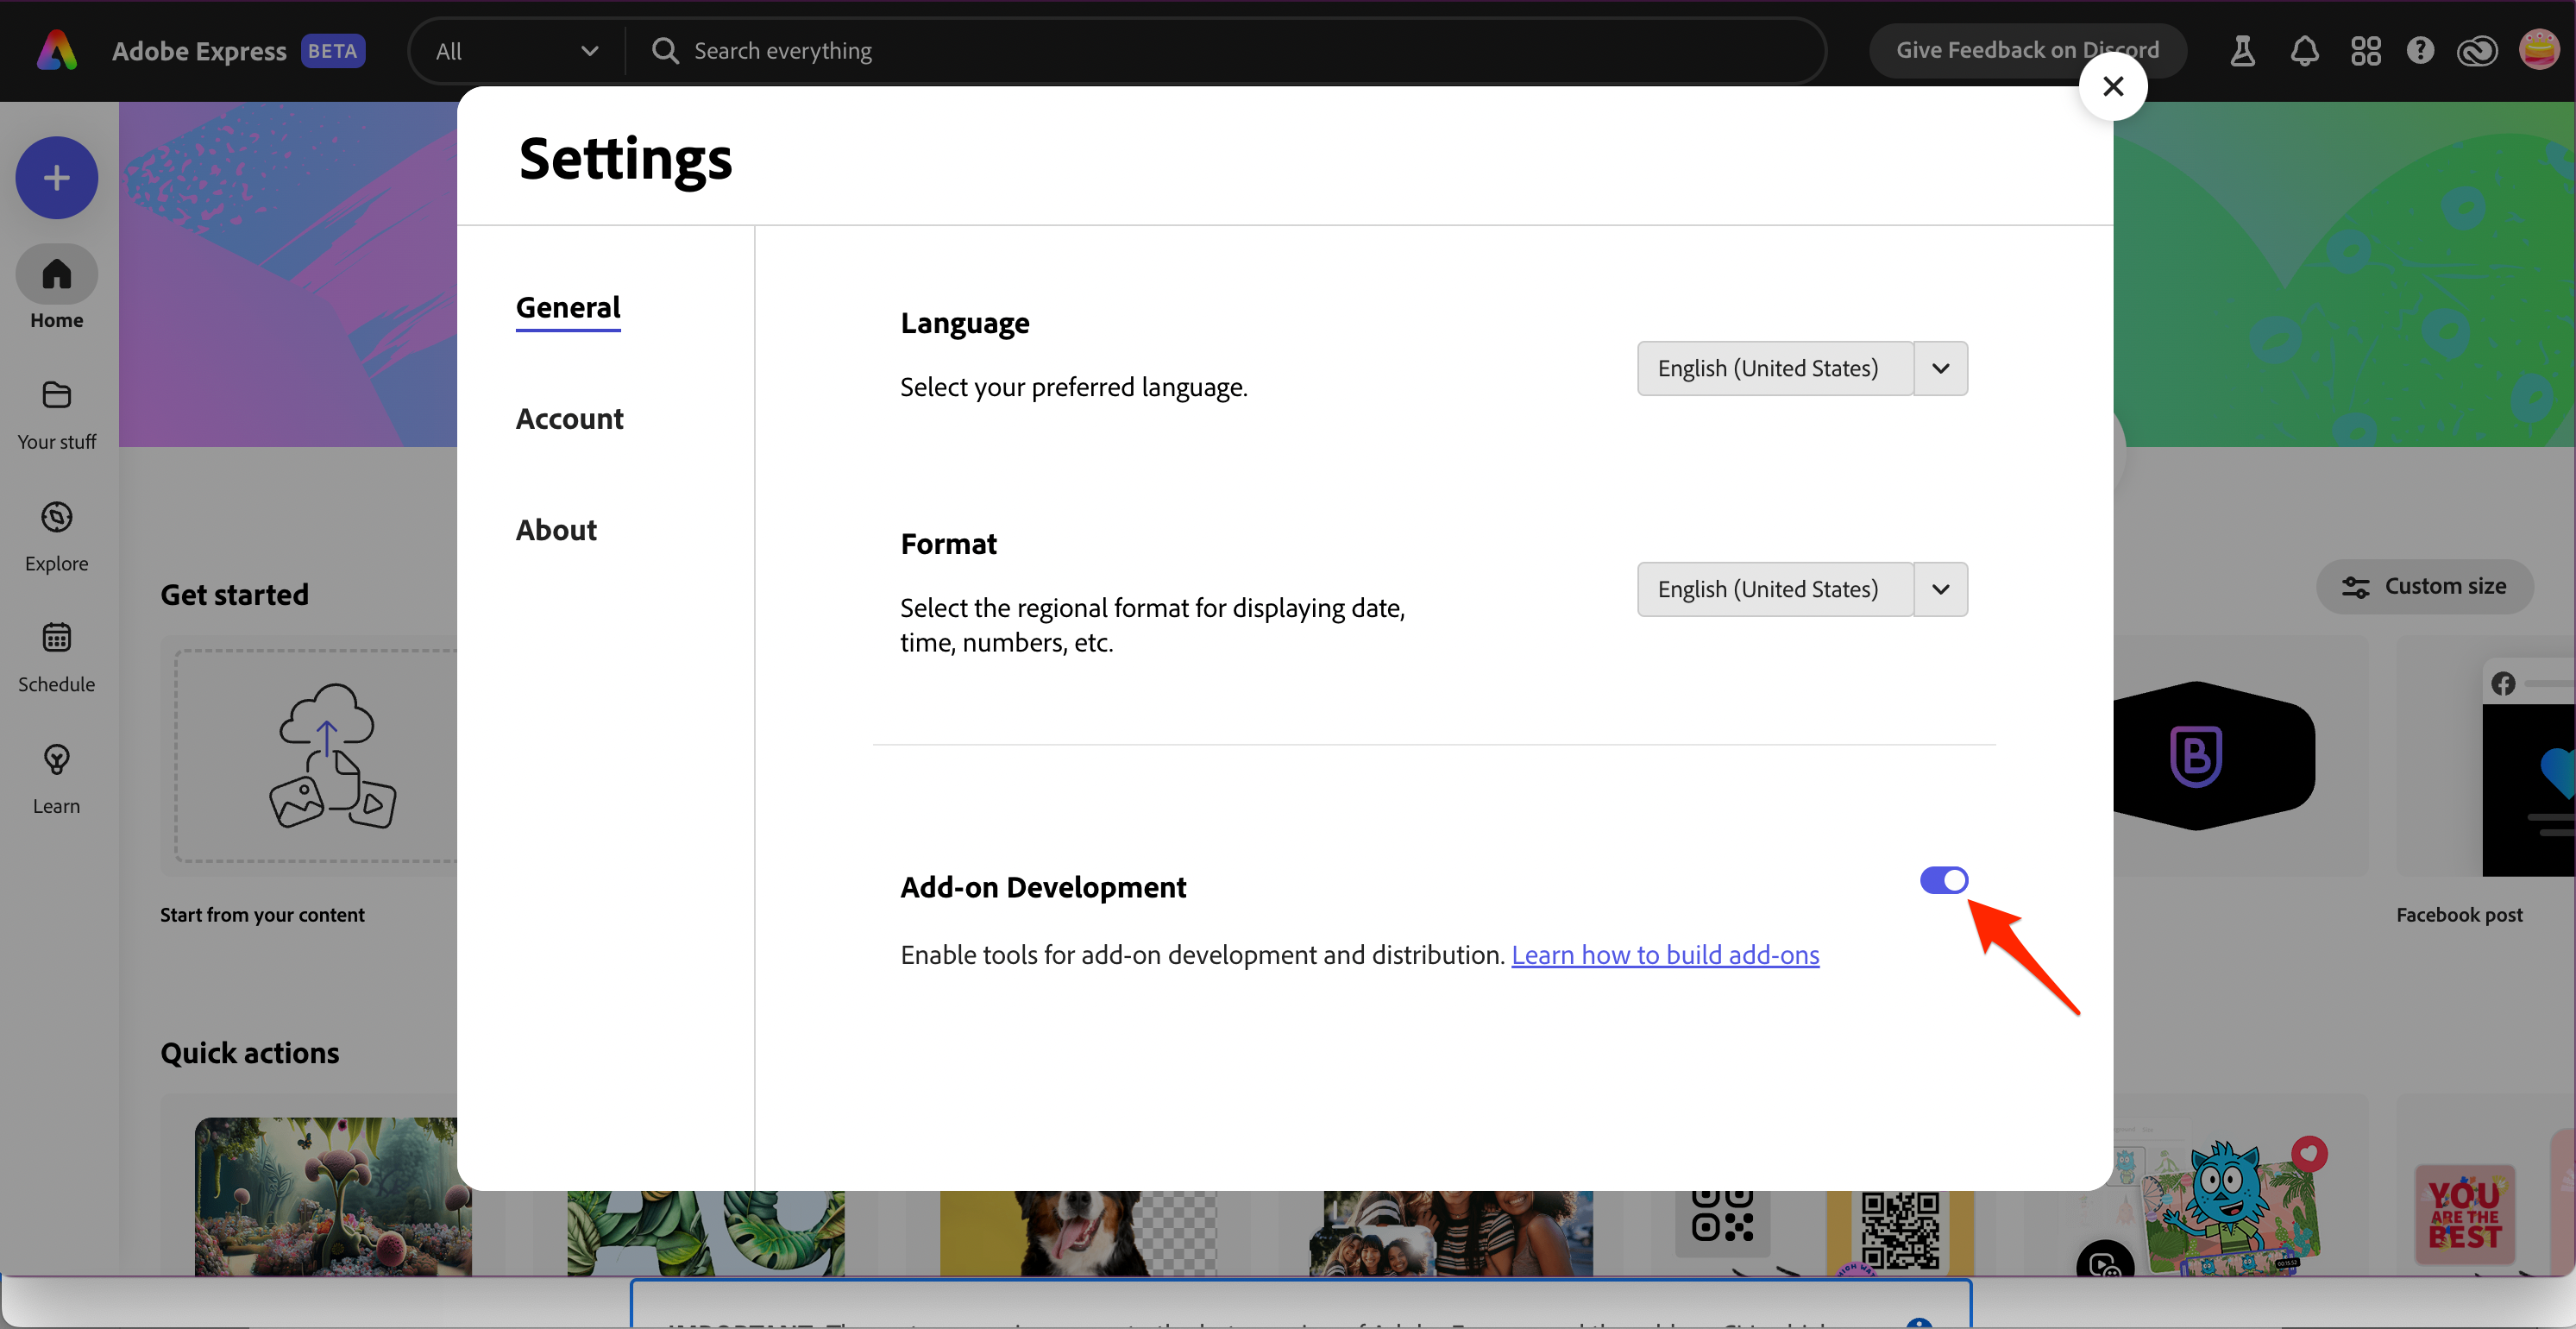 Adobe Express BETA
All
Search everything
Give Feedback on Discord
Settings
Home
Your stuff
Explore
Schedule
Learn
General
Account
About
Language
Select your preferred language.
English (United States)
Format
Select the regional format for displaying date,
time, numbers, etc.
English (United States)
Add-on Development
Enable tools for add-on development and distribution. Learn how to build add-ons
Get started
Custom size
B
Start from your content
Facebook post
Quick actions
YOU
ARE THE
BEST